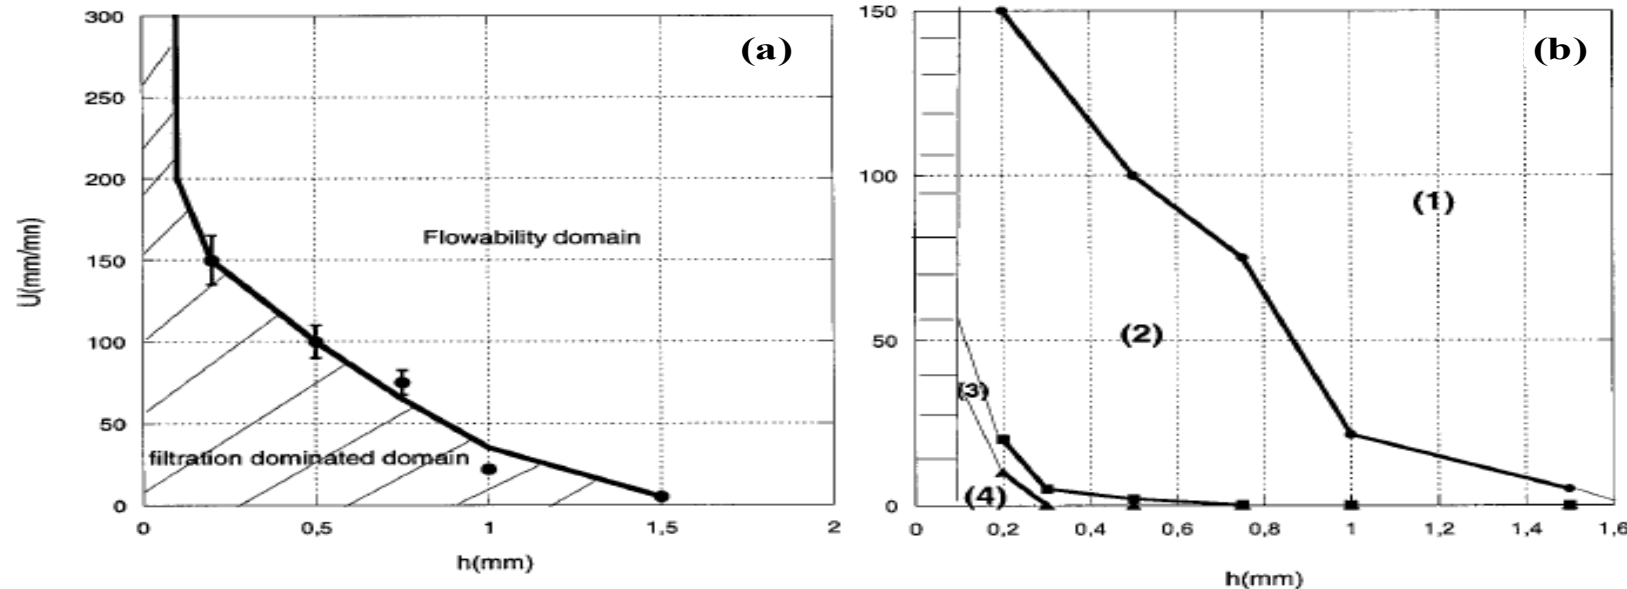 (a)
300
250
200
150
100
50
0
U(mm/mn)
Flowability domain
filtration dominated domain
0 0,5 1 1,5 2
h(mm)
(b)
150
100
50
0
(1)
(2)
(3)
(4)
0 0,2 0,4 0,6 0,8 1 1,2 1,4 1,6
h(mm)